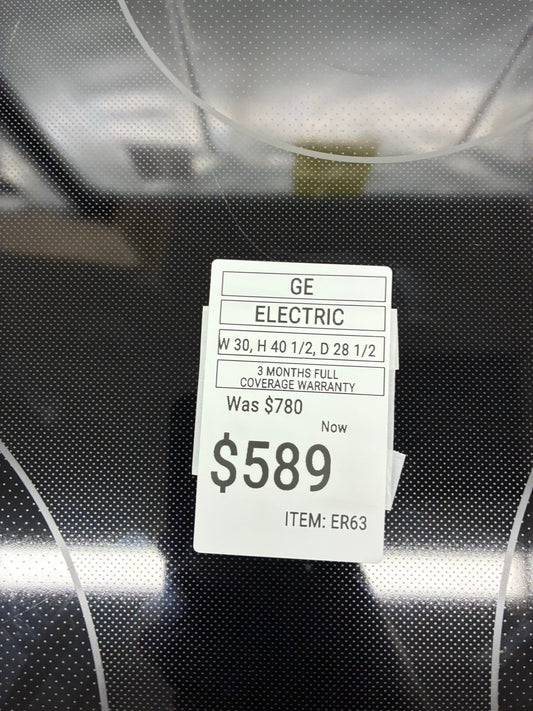 GE
ELECTRIC
W 30, H 40 1/2, D 28 1/2
3 MONTHS FULL
COVERAGE WARRANTY
Was $780
Now
$589
ITEM: ER63